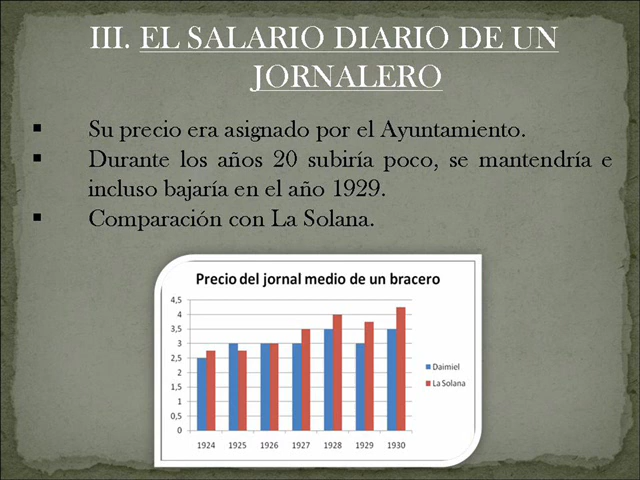 III. EL SALARIO DIARIO DE UN
JORNALERO
▪ Su precio era asignado por el Ayuntamiento.
▪ Durante los años 20 subiría poco, se mantendría e
incluso bajaría en el año 1929.
▪ Comparación con La Solana.
Precio del jornal medio de un bracero
4,5
4
3,5
3
2,5
2
1,5
1
0,5
0
1924 1925 1926 1927 1928 1929 1930
Daimiel
La Solana